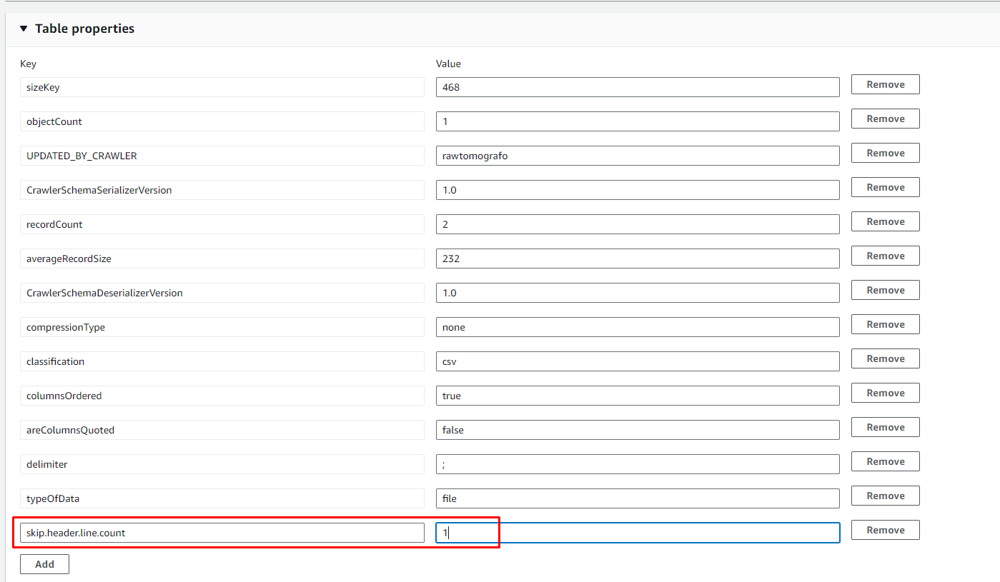 Table properties
Key Value
sizeKey 468 Remove
objectCount 1 Remove
UPDATED_BY_CRAWLER rawtomografo Remove
CrawlerSchemaSerializerVersion 1.0 Remove
recordCount 2 Remove
averageRecordSize 232 Remove
CrawlerSchemaDeserializerVersion 1.0 Remove
compressionType none Remove
classification csv Remove
columnsOrdered true Remove
areColumnsQuoted false Remove
delimiter ; Remove
typeOfData file Remove
skip.header.line.count 1 Remove
Add